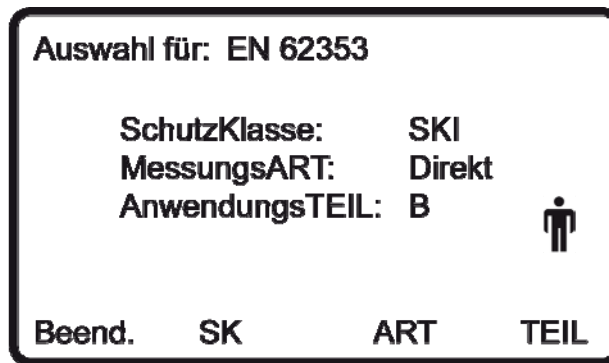 Auswahl für: EN 62353
SchutzKlasse: SKI
MessungsART: Direkt
AnwendungsTEIL: B
Beend. SK ART TEIL